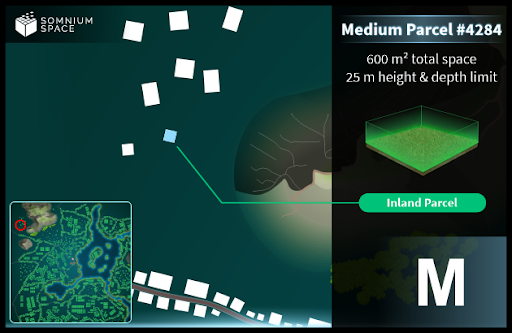 SOMNIUM
SPACE
Medium Parcel #4284
600 m² total space
25 m height & depth limit
Inland Parcel
M